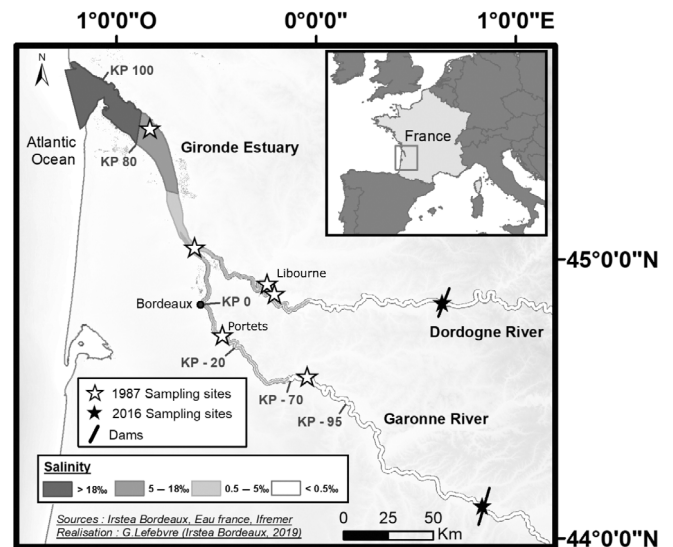 1°0'0" 0°0'0" 1°0'0"E
N
KP 100
Atlantic
Ocean
KP 80
Gironde Estuary
France
45°0'0"N
Libourne
Bordeaux
KP 0
Dordogne River
Portets
KP - 20
1987 Sampling sites
2016 Sampling sites
Dams
KP - 70
KP - 95
Garonne River
Salinity
> 18‰ 5 – 18‰ 0.5 – 5‰ < 0.5‰
Sources : Irstea Bordeaux, Eau france, Ifremer
Realisation : G.Lefebvre (Irstea Bordeaux, 2019)
0 25 50
Km
44°0'0"N